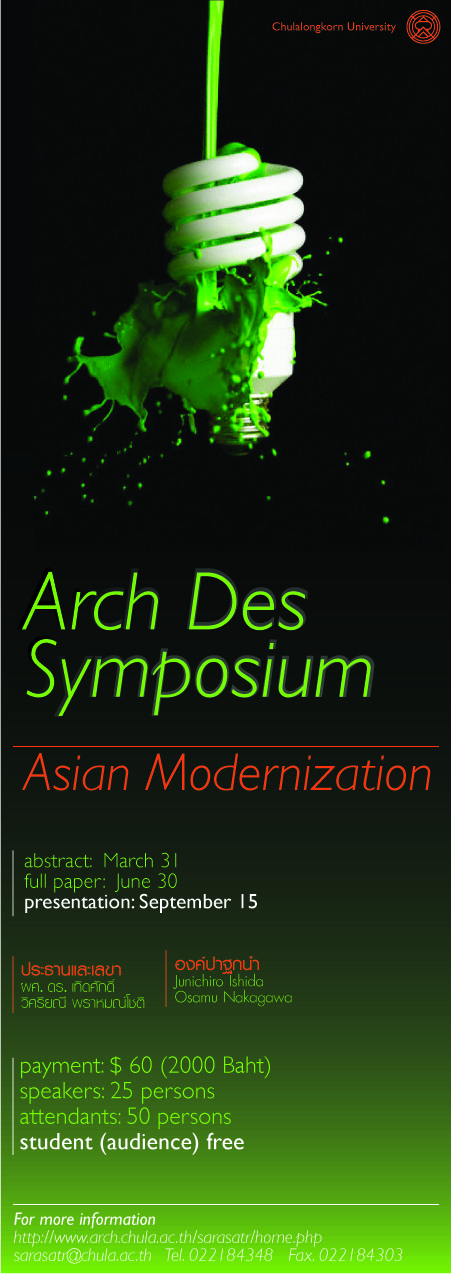 Chulalongkorn University
Arch Des
Symposium
Asian Modernization
abstract: March 31
full paper: June 30
presentation: September 15
ประธานและเลขา
ผศ. ดร. เทิดศักดิ์
วิศริยณี พราหมณ์โชติ
องค์ปาฐกนำ
Junichiro Ishida
Osamu Nakagawa
payment: $ 60 (2000 Baht)
speakers: 25 persons
attendants: 50 persons
student (audience) free
For more information
http://www.arch.chula.ac.th/sarasatr/home.php
sarasatr@chula.ac.th Tel. 022184348 Fax. 022184303